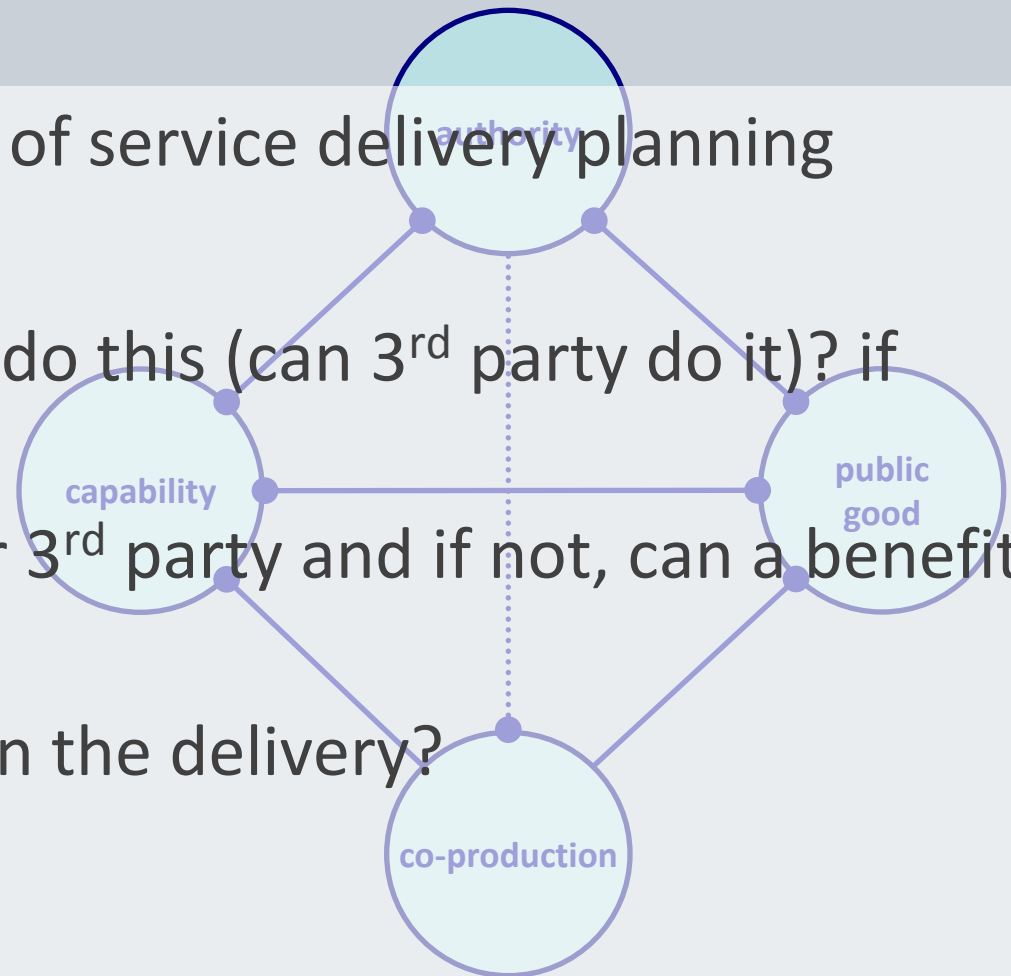 authority
of service delivery planning
do this (can 3rd party do it)? if
capability
public
good
3rd party and if not, can a benefit
n the delivery?
co-production